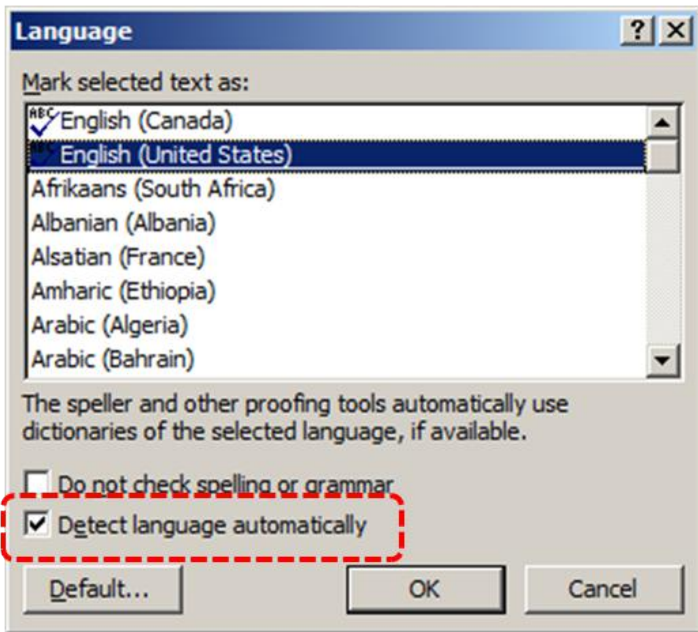 Language
Mark selected text as:
ABC English (Canada)
ABC English (United States)
Afrikaans (South Africa)
Albanian (Albania)
Alsatian (France)
Amharic (Ethiopia)
Arabic (Algeria)
Arabic (Bahrain)
The speller and other proofing tools automatically use
dictionaries of the selected language, if available.
Do not check spelling or grammar
Detect language automatically
Default... OK Cancel